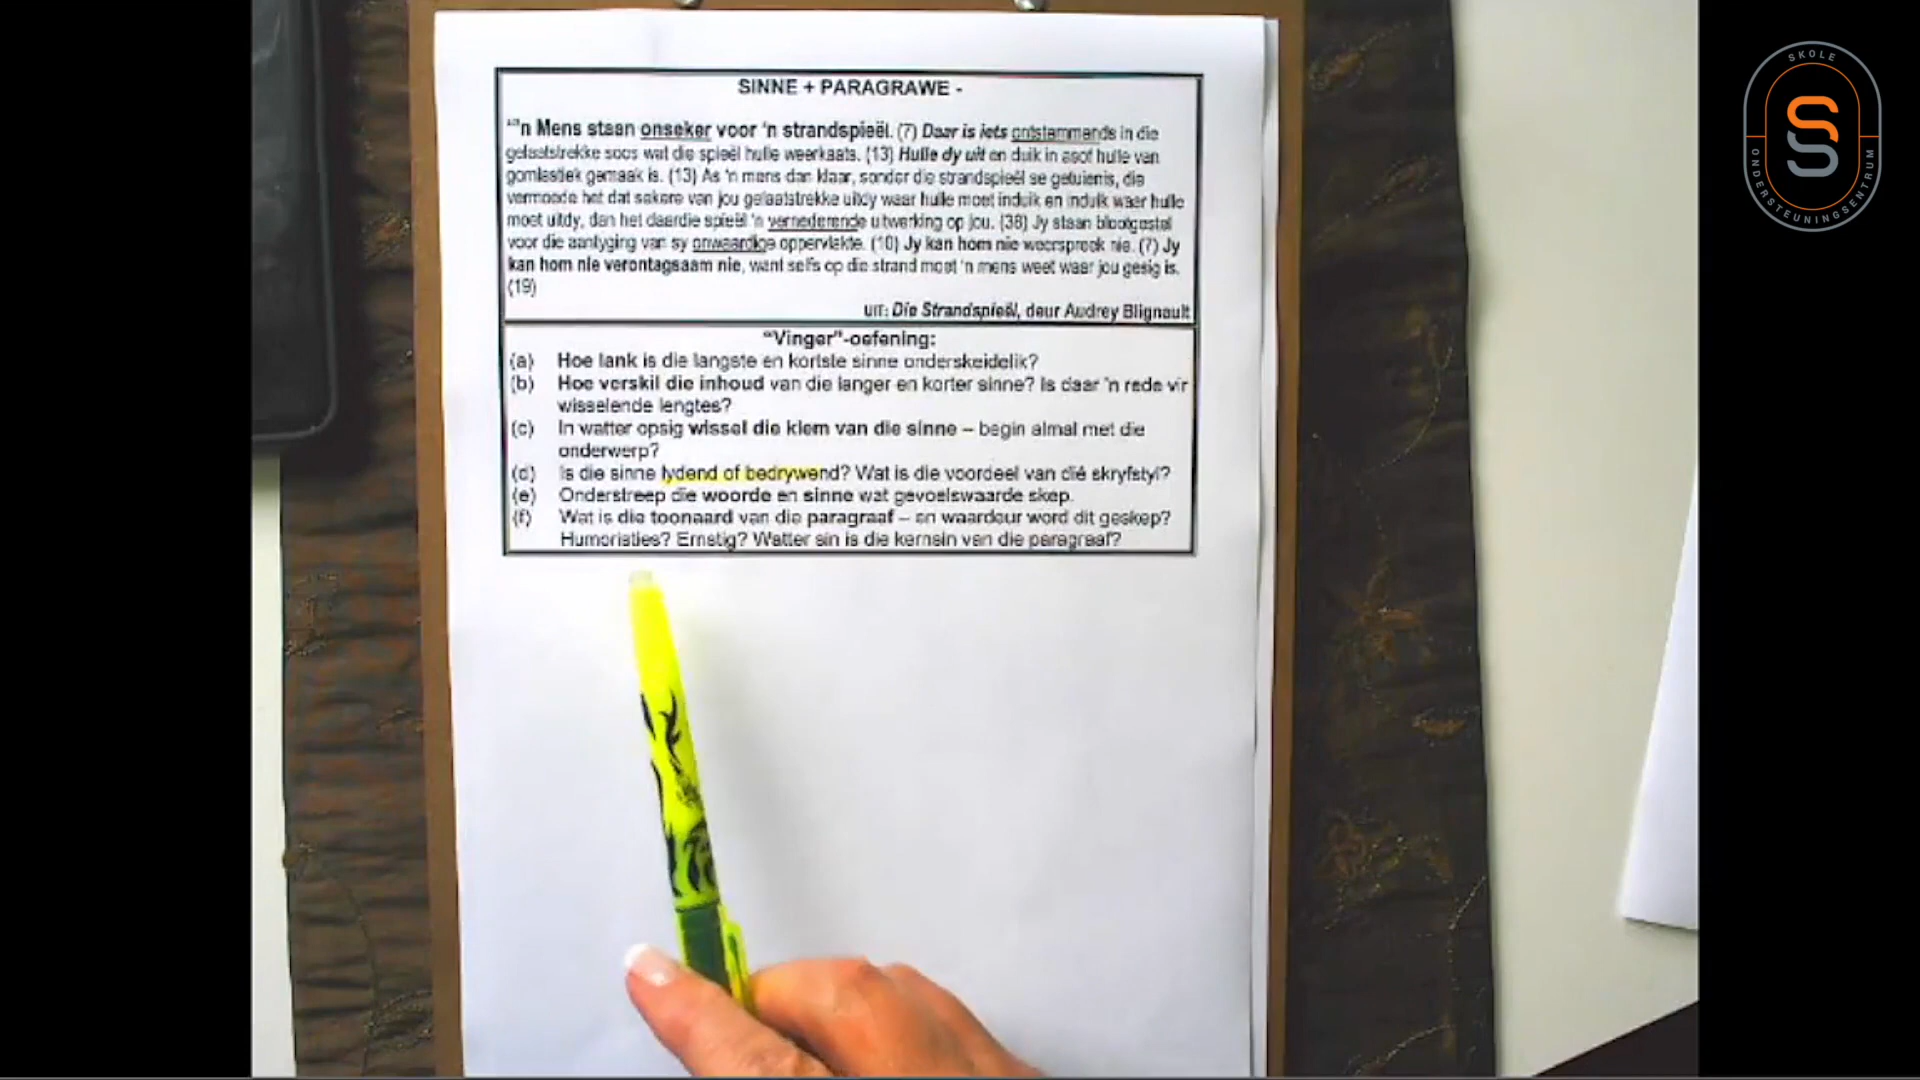 SINNE + PARAGRAWE -
“’n Mens staan onseker voor ’n strandspieël. (7) Daar is iets ontstemmends in die
gelaatstrekke soos wat die spieël hulle weerkaats. (13) Hulle dy uit en duik in asof hulle van
gomlastiek gemaak is. (13) As ’n mens dan klaar, sonder die strandspieël se getuienis, die
vermoede het dat sekere van jou gelaatstrekke uitdy waar hulle moet induik en induik waar hulle
moet uitdy, dan het daardie spieël ’n vernederende uitwerking op jou. (38) Jy staan blootgestel
voor die aantyging van sy onwaardige oppervlakte. (10) Jy kan hom nie weerspreek nie. (7) Jy
kan hom nie verontagsaam nie, want selfs op die strand moet ’n mens weet waar jou gesig is.
(19)
UIT: Die Strandspieël, deur Audrey Blignault
“Vinger”-oefening:
(a) Hoe lank is die langste en kortste sinne onderskeidelik?
(b) Hoe verskil die inhoud van die langer en korter sinne? Is daar ’n rede vir
wisselende lengtes?
(c) In watter opsig wissel die klem van die sinne – begin almal met die
onderwerp?
(d) Is die sinne lydend of bedrywend? Wat is die voordeel van dié skryfstyl?
(e) Onderstreep die woorde en sinne wat gevoelswaarde skep.
(f) Wat is die toonaard van die paragraaf – en waardeur word dit geskep?
Humoristies? Ernstig? Watter sin is die kernsin van die paragraaf?
SKOLE
ONDERSTEUNINGSENTRUM